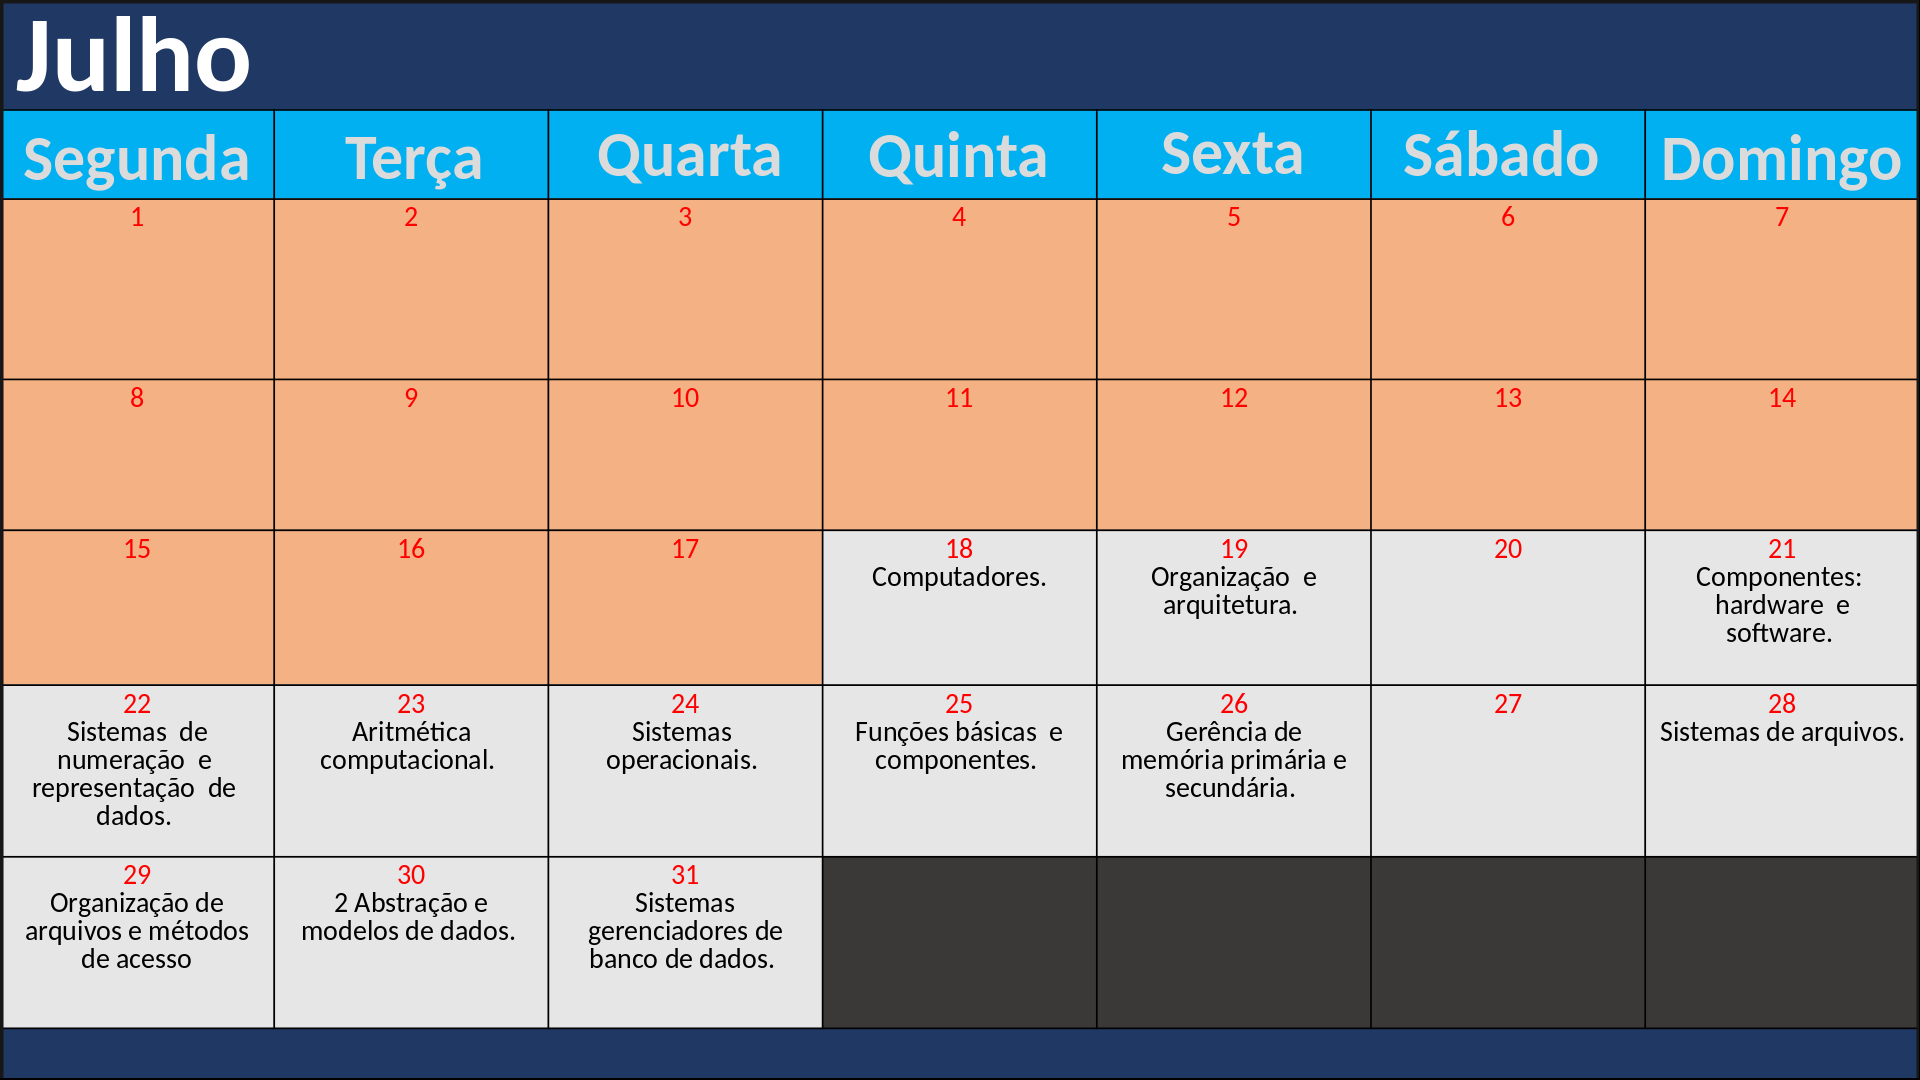 Julho
Segunda Terça Quarta Quinta Sexta Sábado Domingo
1 2 3 4 5 6 7
8 9 10 11 12 13 14
15
16
17
18
Computadores.
19
Organização e
arquitetura.
20
21
Componentes:
hardware e
software.
22
Sistemas de
numeração e
representação de
dados.
23
Aritmética
computacional.
24
Sistemas
operacionais.
25
Funções básicas e
componentes.
26
Gerência de
memória primária e
secundária.
27
28
Sistemas de arquivos.
29
Organização de
arquivos e métodos
de acesso
30
2 Abstração e
modelos de dados.
31
Sistemas
gerenciadores de
banco de dados.